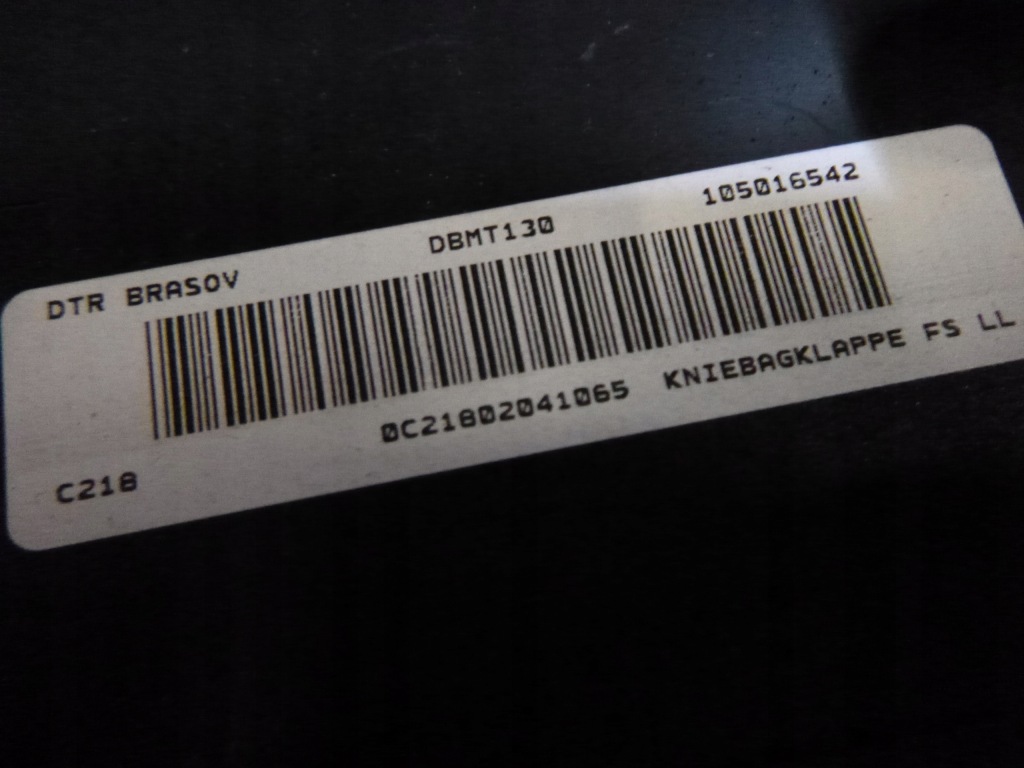 DTR BRASOV DBMT130 105016542
0C21802041065 KNIEBAGKLAPPE FS LL
C218